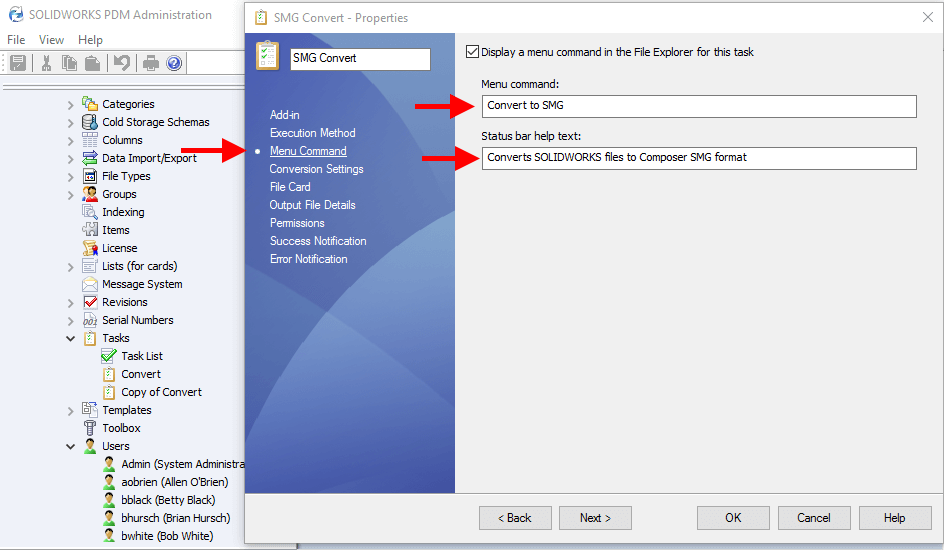 SOLIDWORKS PDM Administration
File View Help
Categories
Cold Storage Schemas
Columns
Data Import/Export
File Types
Groups
Indexing
Items
License
Lists (for cards)
Message System
Revisions
001 Serial Numbers
Tasks
Task List
Convert
Copy of Convert
Templates
Toolbox
Users
Admin (System Administra
aobrien (Allen O'Brien)
bblack (Betty Black)
bhursch (Brian Hursch)
bwhite (Bob White)
SMG Convert - Properties
SMG Convert
Add-in
Execution Method
Menu Command
Conversion Settings
File Card
Output File Details
Permissions
Success Notification
Error Notification
Display a menu command in the File Explorer for this task
Menu command:
Convert to SMG
Status bar help text:
Converts SOLIDWORKS files to Composer SMG format
< Back Next > OK Cancel Help